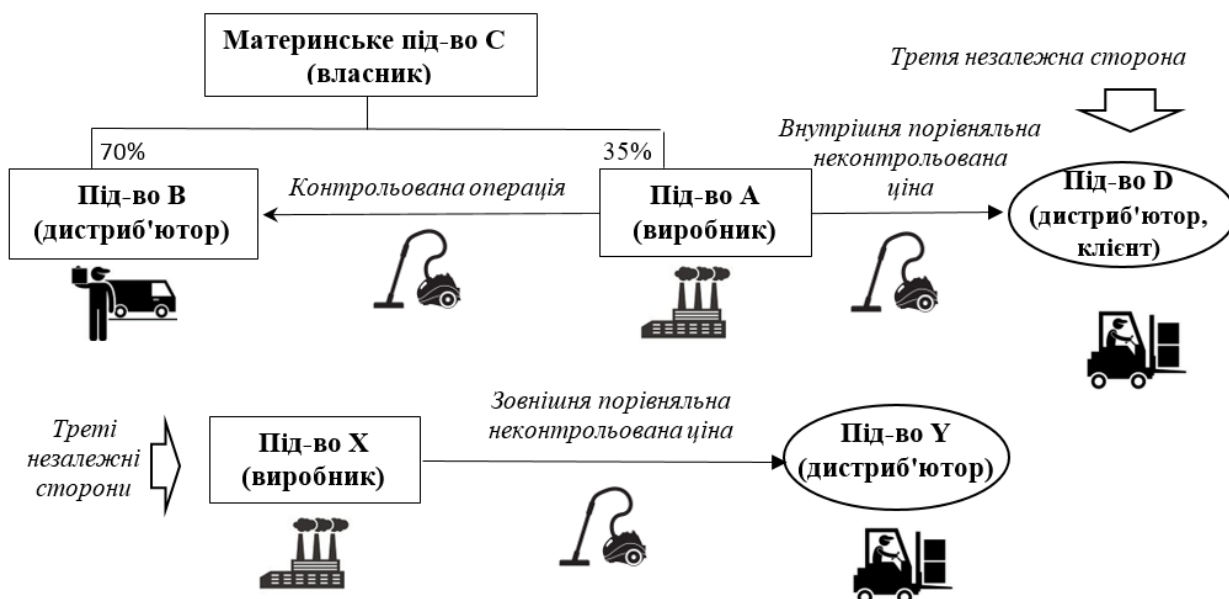 Материнське під-во C
(власник)
Третя незалежна сторона
70%
35%
Внутрішня порівняльна
неконтрольована
ціна
Під-во B
(дистриб'ютор)
Контрольована операція
Під-во A
(виробник)
Під-во D
(дистриб'ютор,
клієнт)
Треті
незалежні
сторони
Під-во X
(виробник)
Зовнішня порівняльна
неконтрольована ціна
Під-во Y
(дистриб'ютор)